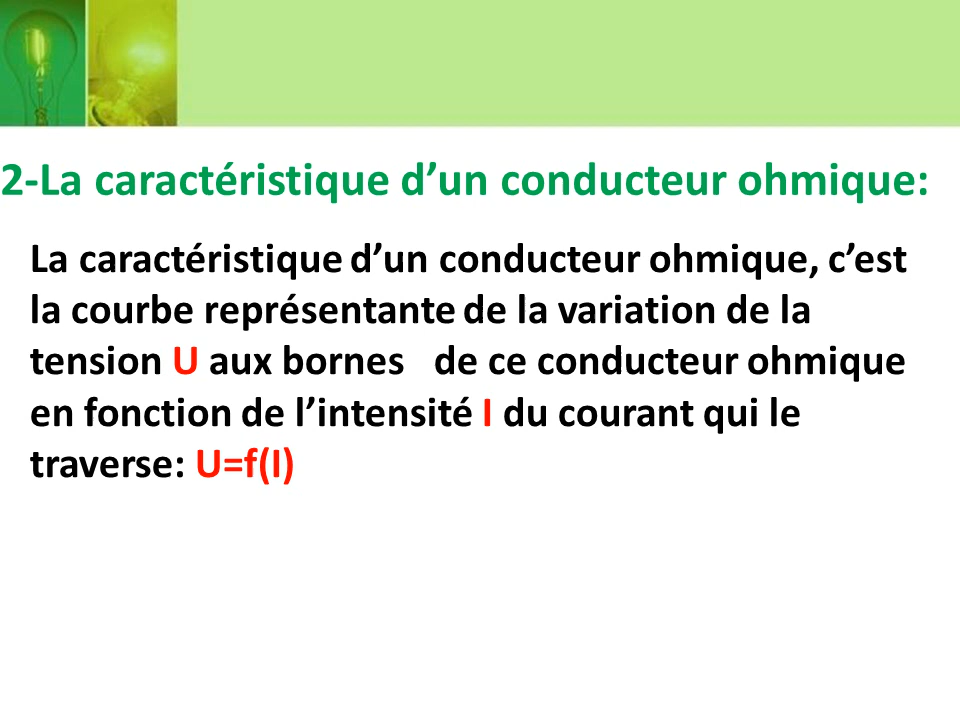 2-La caractéristique d’un conducteur ohmique:
La caractéristique d’un conducteur ohmique, c’est
la courbe représentante de la variation de la
tension U aux bornes   de ce conducteur ohmique
en fonction de l’intensité I du courant qui le
traverse: U=f(I)